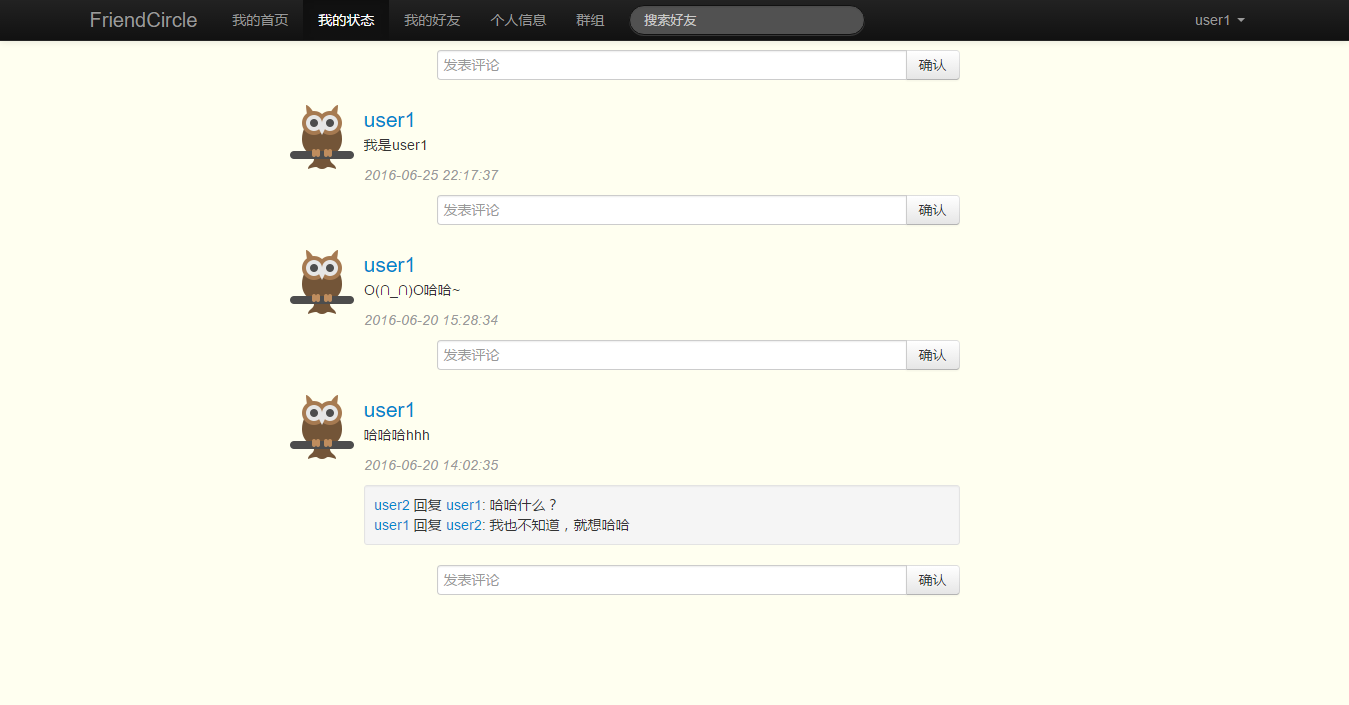 FriendCircle 我的首页 我的状态 我的好友 个人信息 群组 搜索好友 user1
发表评论 确认
user1
我是user1
2016-06-25 22:17:37
发表评论 确认
user1
O(∩_∩)O哈哈~
2016-06-20 15:28:34
发表评论 确认
user1
哈哈哈hhh
2016-06-20 14:02:35
user2 回复 user1: 哈哈什么？
user1 回复 user2: 我也不知道，就想哈哈
发表评论 确认